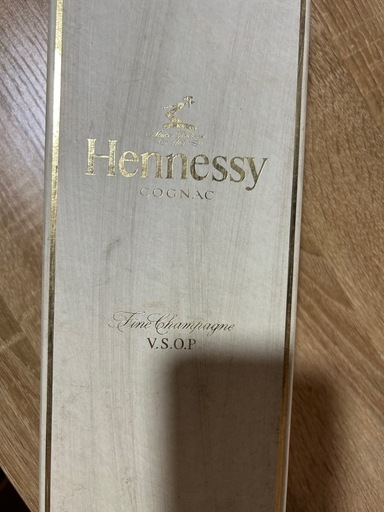 Hennessy
COGNAC
Fine Champagne
V.S.O.P